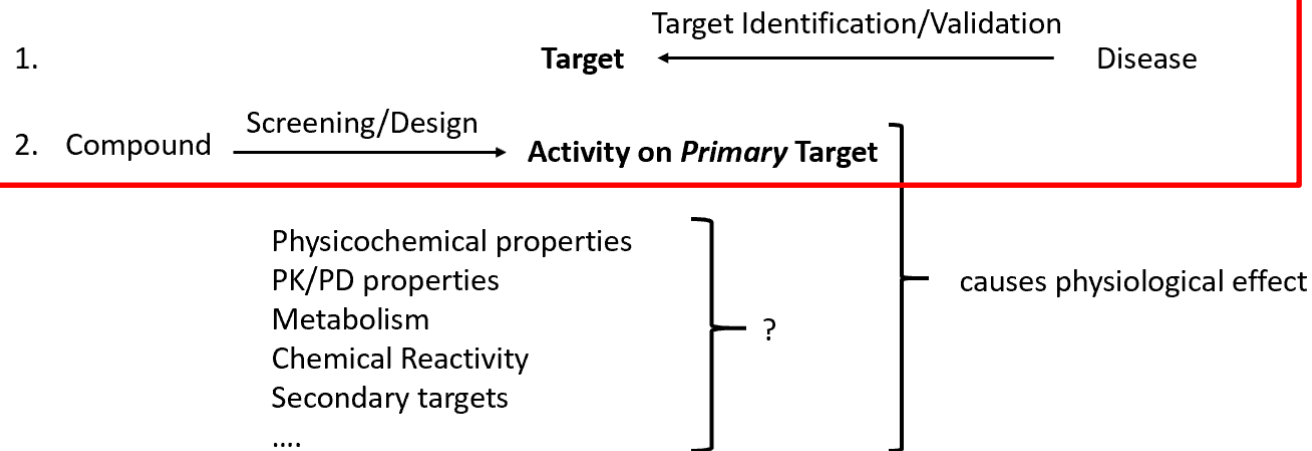 Target Identification/Validation
1. Target Disease
Screening/Design
2. Compound Activity on Primary Target
Physicochemical properties
PK/PD properties
Metabolism
Chemical Reactivity
Secondary targets
....
?
causes physiological effect